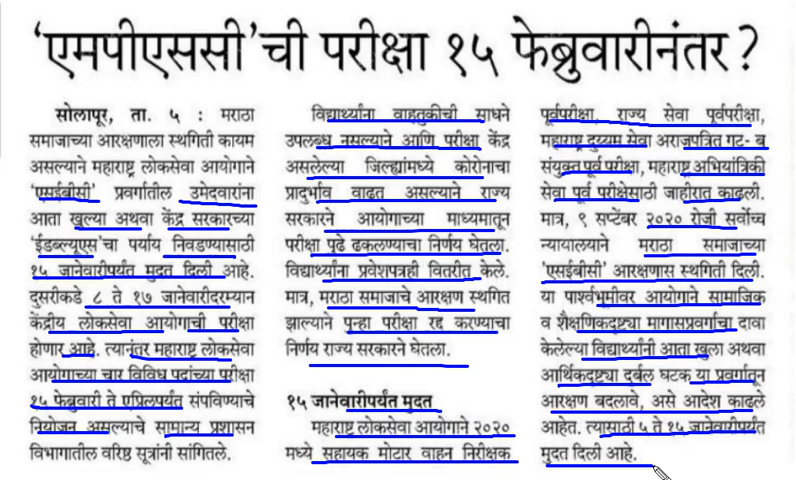 ‘एमपीएससी’ची परीक्षा १५ फेब्रुवारीनंतर ?
सोलापूर, ता. ५ : मराठा
समाजाच्या आरक्षणाला स्थगिती कायम
असल्याने महाराष्ट्र लोकसेवा आयोगाने
‘एसईबीसी’ प्रवर्गातील उमेदवारांना
आता खुल्या अथवा केंद्र सरकारच्या
‘ईडब्ल्यूएस’चा पर्याय निवडण्यासाठी
१५ जानेवारीपर्यंत मुदत दिली आहे.
दुसरीकडे ८ ते १७ जानेवारीदरम्यान
केंद्रीय लोकसेवा आयोगाची परीक्षा
होणार आहे. त्यानंतर महाराष्ट्र लोकसेवा
आयोगाच्या चार विविध पदांच्या परीक्षा
१५ फेब्रुवारी ते एप्रिलपर्यंत संपविण्याचे
नियोजन असल्याचे सामान्य प्रशासन
विभागातील वरिष्ठ सूत्रांनी सांगितले.
विद्यार्थ्यांना वाहतुकीची साधने
उपलब्ध नसल्याने आणि परीक्षा केंद्र
असलेल्या जिल्ह्यांमध्ये कोरोनाचा
प्रादुर्भाव वाढत असल्याने राज्य
सरकारने आयोगाच्या माध्यमातून
परीक्षा पुढे ढकलण्याचा निर्णय घेतला.
विद्यार्थ्यांना प्रवेशपत्रही वितरीत केले.
मात्र, मराठा समाजाचे आरक्षण स्थगित
झाल्याने पुन्हा परीक्षा रद्द करण्याचा
निर्णय राज्य सरकारने घेतला.
१५ जानेवारीपर्यंत मुदत
महाराष्ट्र लोकसेवा आयोगाने २०२०
मध्ये सहायक मोटार वाहन निरीक्षक
पूर्वपरीक्षा, राज्य सेवा पूर्वपरीक्षा,
महाराष्ट्र दुय्यम सेवा अराजपत्रित गट- ब
संयुक्त पूर्व परीक्षा, महाराष्ट्र अभियांत्रिकी
सेवा पूर्व परीक्षेसाठी जाहीरात काढली.
मात्र, ९ सप्टेंबर २०२० रोजी सर्वोच्च
न्यायालयाने मराठा समाजाच्या
'एसईबीसी' आरक्षणास स्थगिती दिली.
या पार्श्वभूमीवर आयोगाने सामाजिक
व शैक्षणिकदृष्ट्या मागासप्रवर्गाचा दावा
केलेल्या विद्यार्थ्यांनी आता खुला अथवा
आर्थिकदृष्ट्या दुर्बल घटक या प्रवर्गातून
आरक्षण बदलावे, असे आदेश काढले
आहेत. त्यासाठी ५ ते १५ जानेवारीपर्यंत
मुदत दिली आहे.